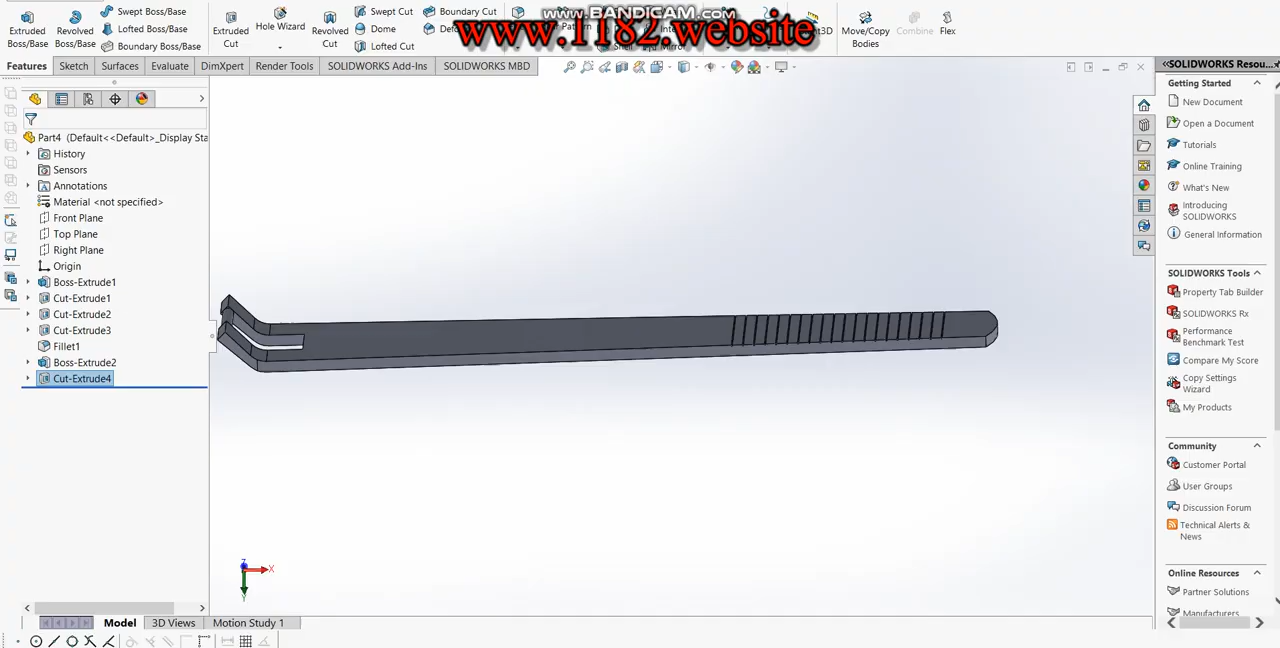 www.BANDICAM.com
www.1182.website
Extruded Boss/Base
Revolved Boss/Base
Swept Boss/Base
Lofted Boss/Base
Boundary Boss/Base
Extruded Cut
Hole Wizard
Revolved Cut
Swept Cut
Dome
Lofted Cut
Boundary Cut
Shell
Mirror
Move/Copy Bodies
Combine
Flex
Features
Sketch
Surfaces
Evaluate
DimXpert
Render Tools
SOLIDWORKS Add-Ins
SOLIDWORKS MBD
Part4 (Default<<Default>_Display Sta
History
Sensors
Annotations
Material <not specified>
Front Plane
Top Plane
Right Plane
Origin
Boss-Extrude1
Cut-Extrude1
Cut-Extrude2
Cut-Extrude3
Fillet1
Boss-Extrude2
Cut-Extrude4
Z
X
Y
Model
3D Views
Motion Study 1
SOLIDWORKS Resou...
Getting Started
New Document
Open a Document
Tutorials
Online Training
What's New
Introducing
SOLIDWORKS
General Information
SOLIDWORKS Tools
Property Tab Builder
SOLIDWORKS Rx
Performance
Benchmark Test
Compare My Score
Copy Settings
Wizard
My Products
Community
Customer Portal
User Groups
Discussion Forum
Technical Alerts &
News
Online Resources
Partner Solutions
Manufacturers